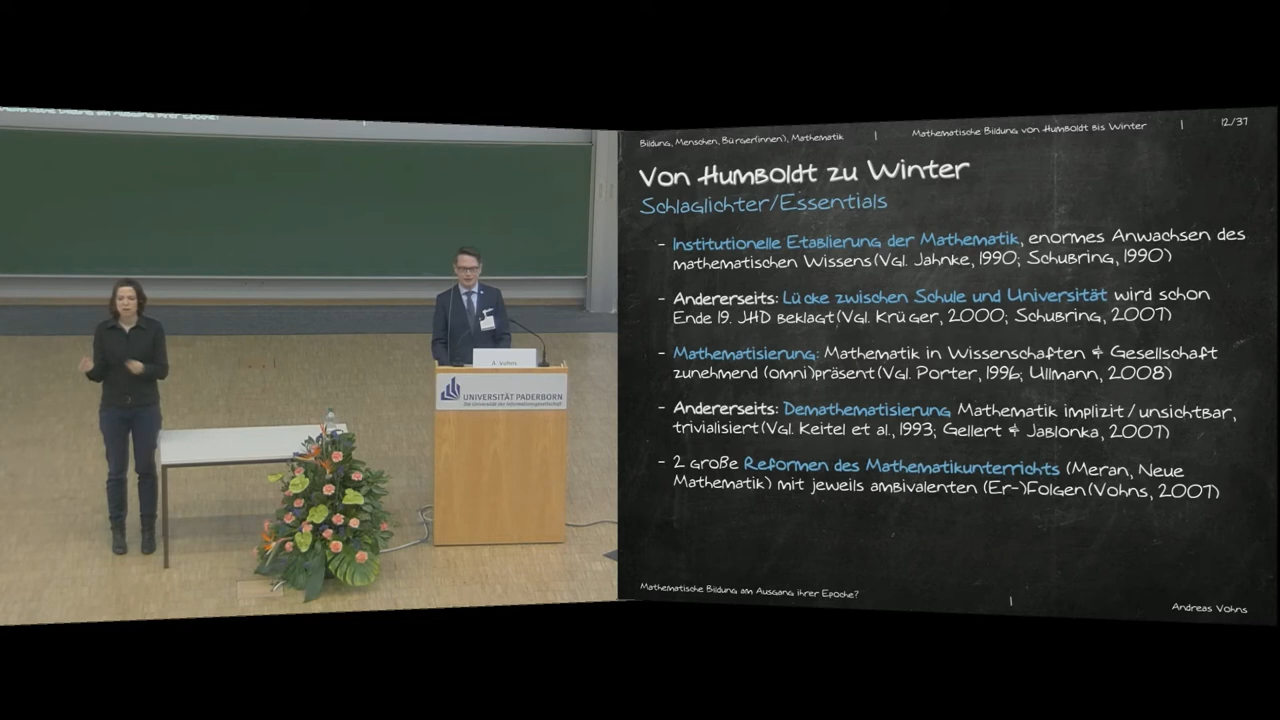 Bildung, Menschen, Bürger(innen), Mathematik | Mathematische Bildung von Humboldt bis Winter | 12/37
Von Humboldt zu Winter
Schlaglichter/Essentials
- Institutionelle Etablierung der Mathematik, enormes Anwachsen des
mathematischen Wissens (Vgl. Jahnke, 1990; Schubring, 1990)
- Andererseits: Lücke zwischen Schule und Universität wird schon
Ende 19. JHD beklagt (Vgl. Krüger, 2000; Schubring, 2007)
- Mathematisierung: Mathematik in Wissenschaften & Gesellschaft
zunehmend (omni)präsent (Vgl. Porter, 1996; Ullmann, 2008)
- Andererseits: Demathematisierung Mathematik implizit/unsichtbar,
trivialisiert (Vgl. Keitel et al., 1993; Gellert & Jablonka, 2007)
- 2 große Reformen des Mathematikunterrichts (Meran, Neue
Mathematik) mit jeweils ambivalenten (Er-)Folgen (Vohns, 2007)
Mathematische Bildung am Ausgang ihrer Epoche? | Andreas Vohns
A. Vohns
UNIVERSITÄT PADERBORN
Die Universität der Informationsgesellschaft